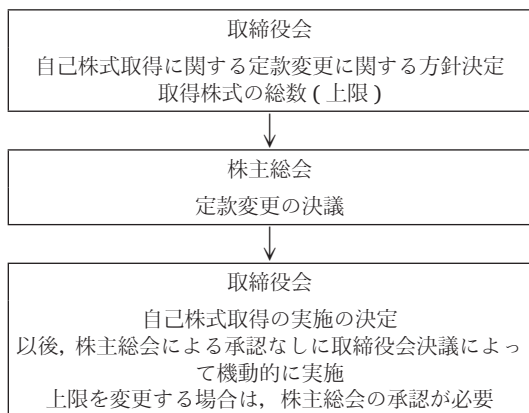 取締役会
自己株式取得に関する定款変更に関する方針決定
取得株式の総数 ( 上限 )
株主総会
定款変更の決議
取締役会
自己株式取得の実施の決定
以後, 株主総会による承認なしに取締役会決議によっ
て機動的に実施
上限を変更する場合は, 株主総会の承認が必要